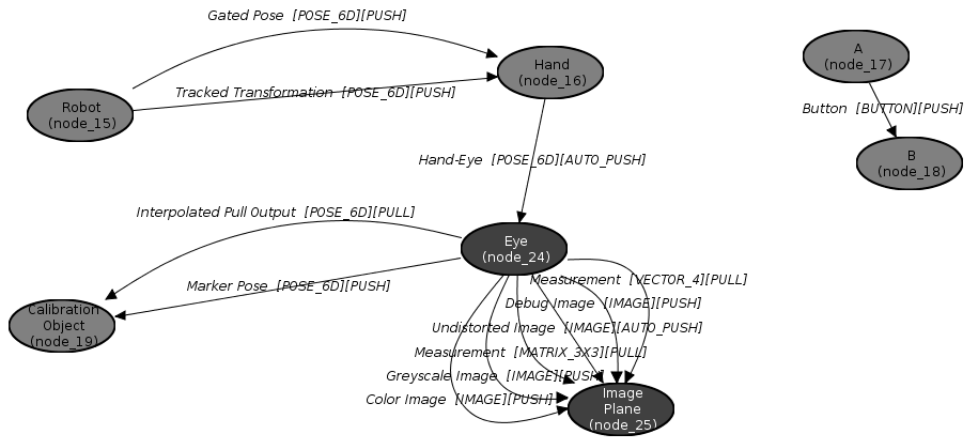 Gated Pose [POSE_6D][PUSH]
A
(node_17)
Hand
(node_16)
Tracked Transformation [POSE_6D][PUSH]
Robot
(node_15)
Button [BUTTON][PUSH]
B
(node_18)
Hand-Eye [POSE_6D][AUTO_PUSH]
Interpolated Pull Output [POSE_6D][PULL]
Eye
(node_24)
Marker Pose [POSE_6D][PUSH]
Measurement [VECTOR_4][PULL]
Debug Image [IMAGE][PUSH]
Calibration
Object
(node_19)
Undistorted Image [IMAGE][AUTO_PUSH]
Measurement [MATRIX_3X3][PULL]
Greyscale Image [IMAGE][PUSH]
Color Image [IMAGE][PUSH]
Image
Plane
(node_25)